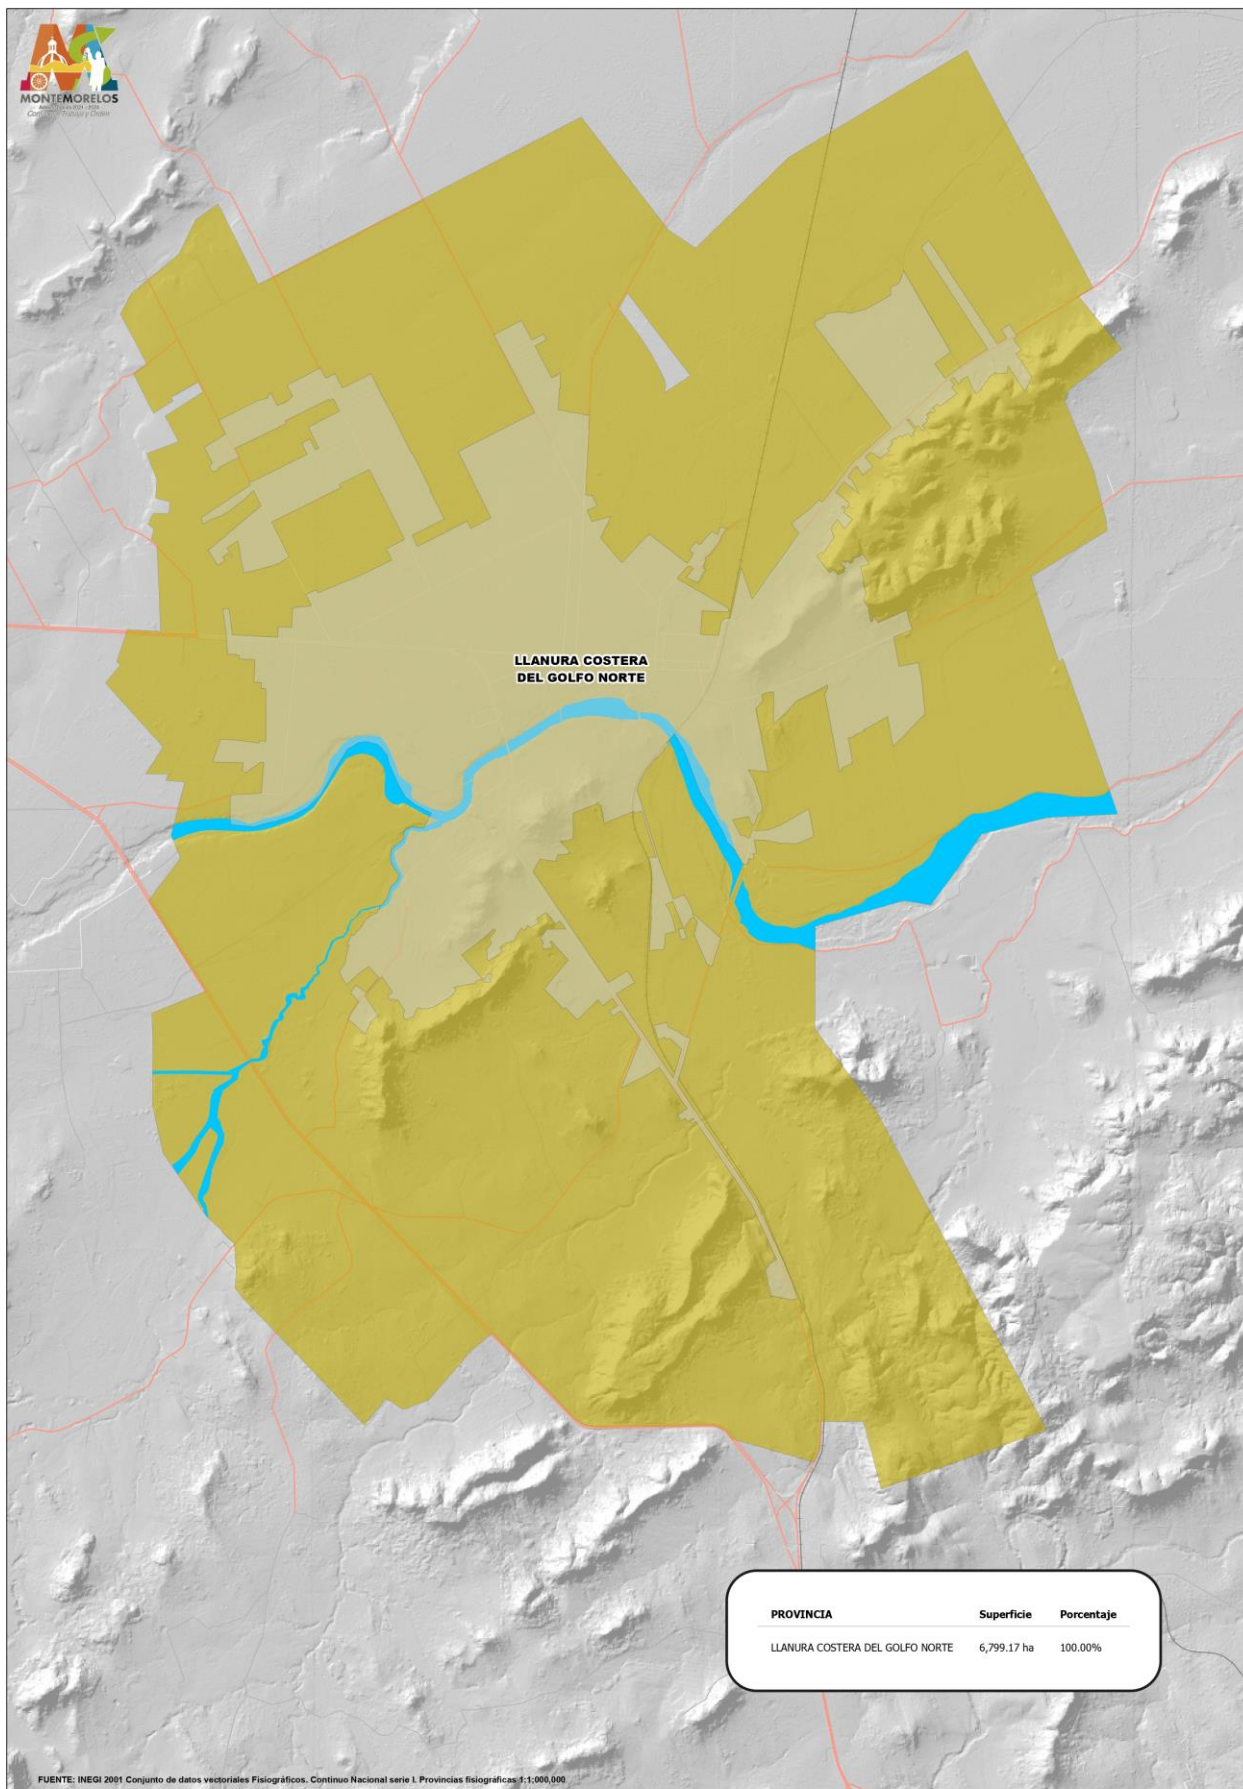 MONTEMORELOS
LLANURA COSTERA
DEL GOLFO NORTE
PROVINCIA Superficie Porcentaje
LLANURA COSTERA DEL GOLFO NORTE 6,799.17 ha 100.00%
FUENTE: INEGI 2001 Conjunto de datos vectoriales Fisiográficos. Continuo Nacional serie I. Provincias fisiográficas 1:1;000,000